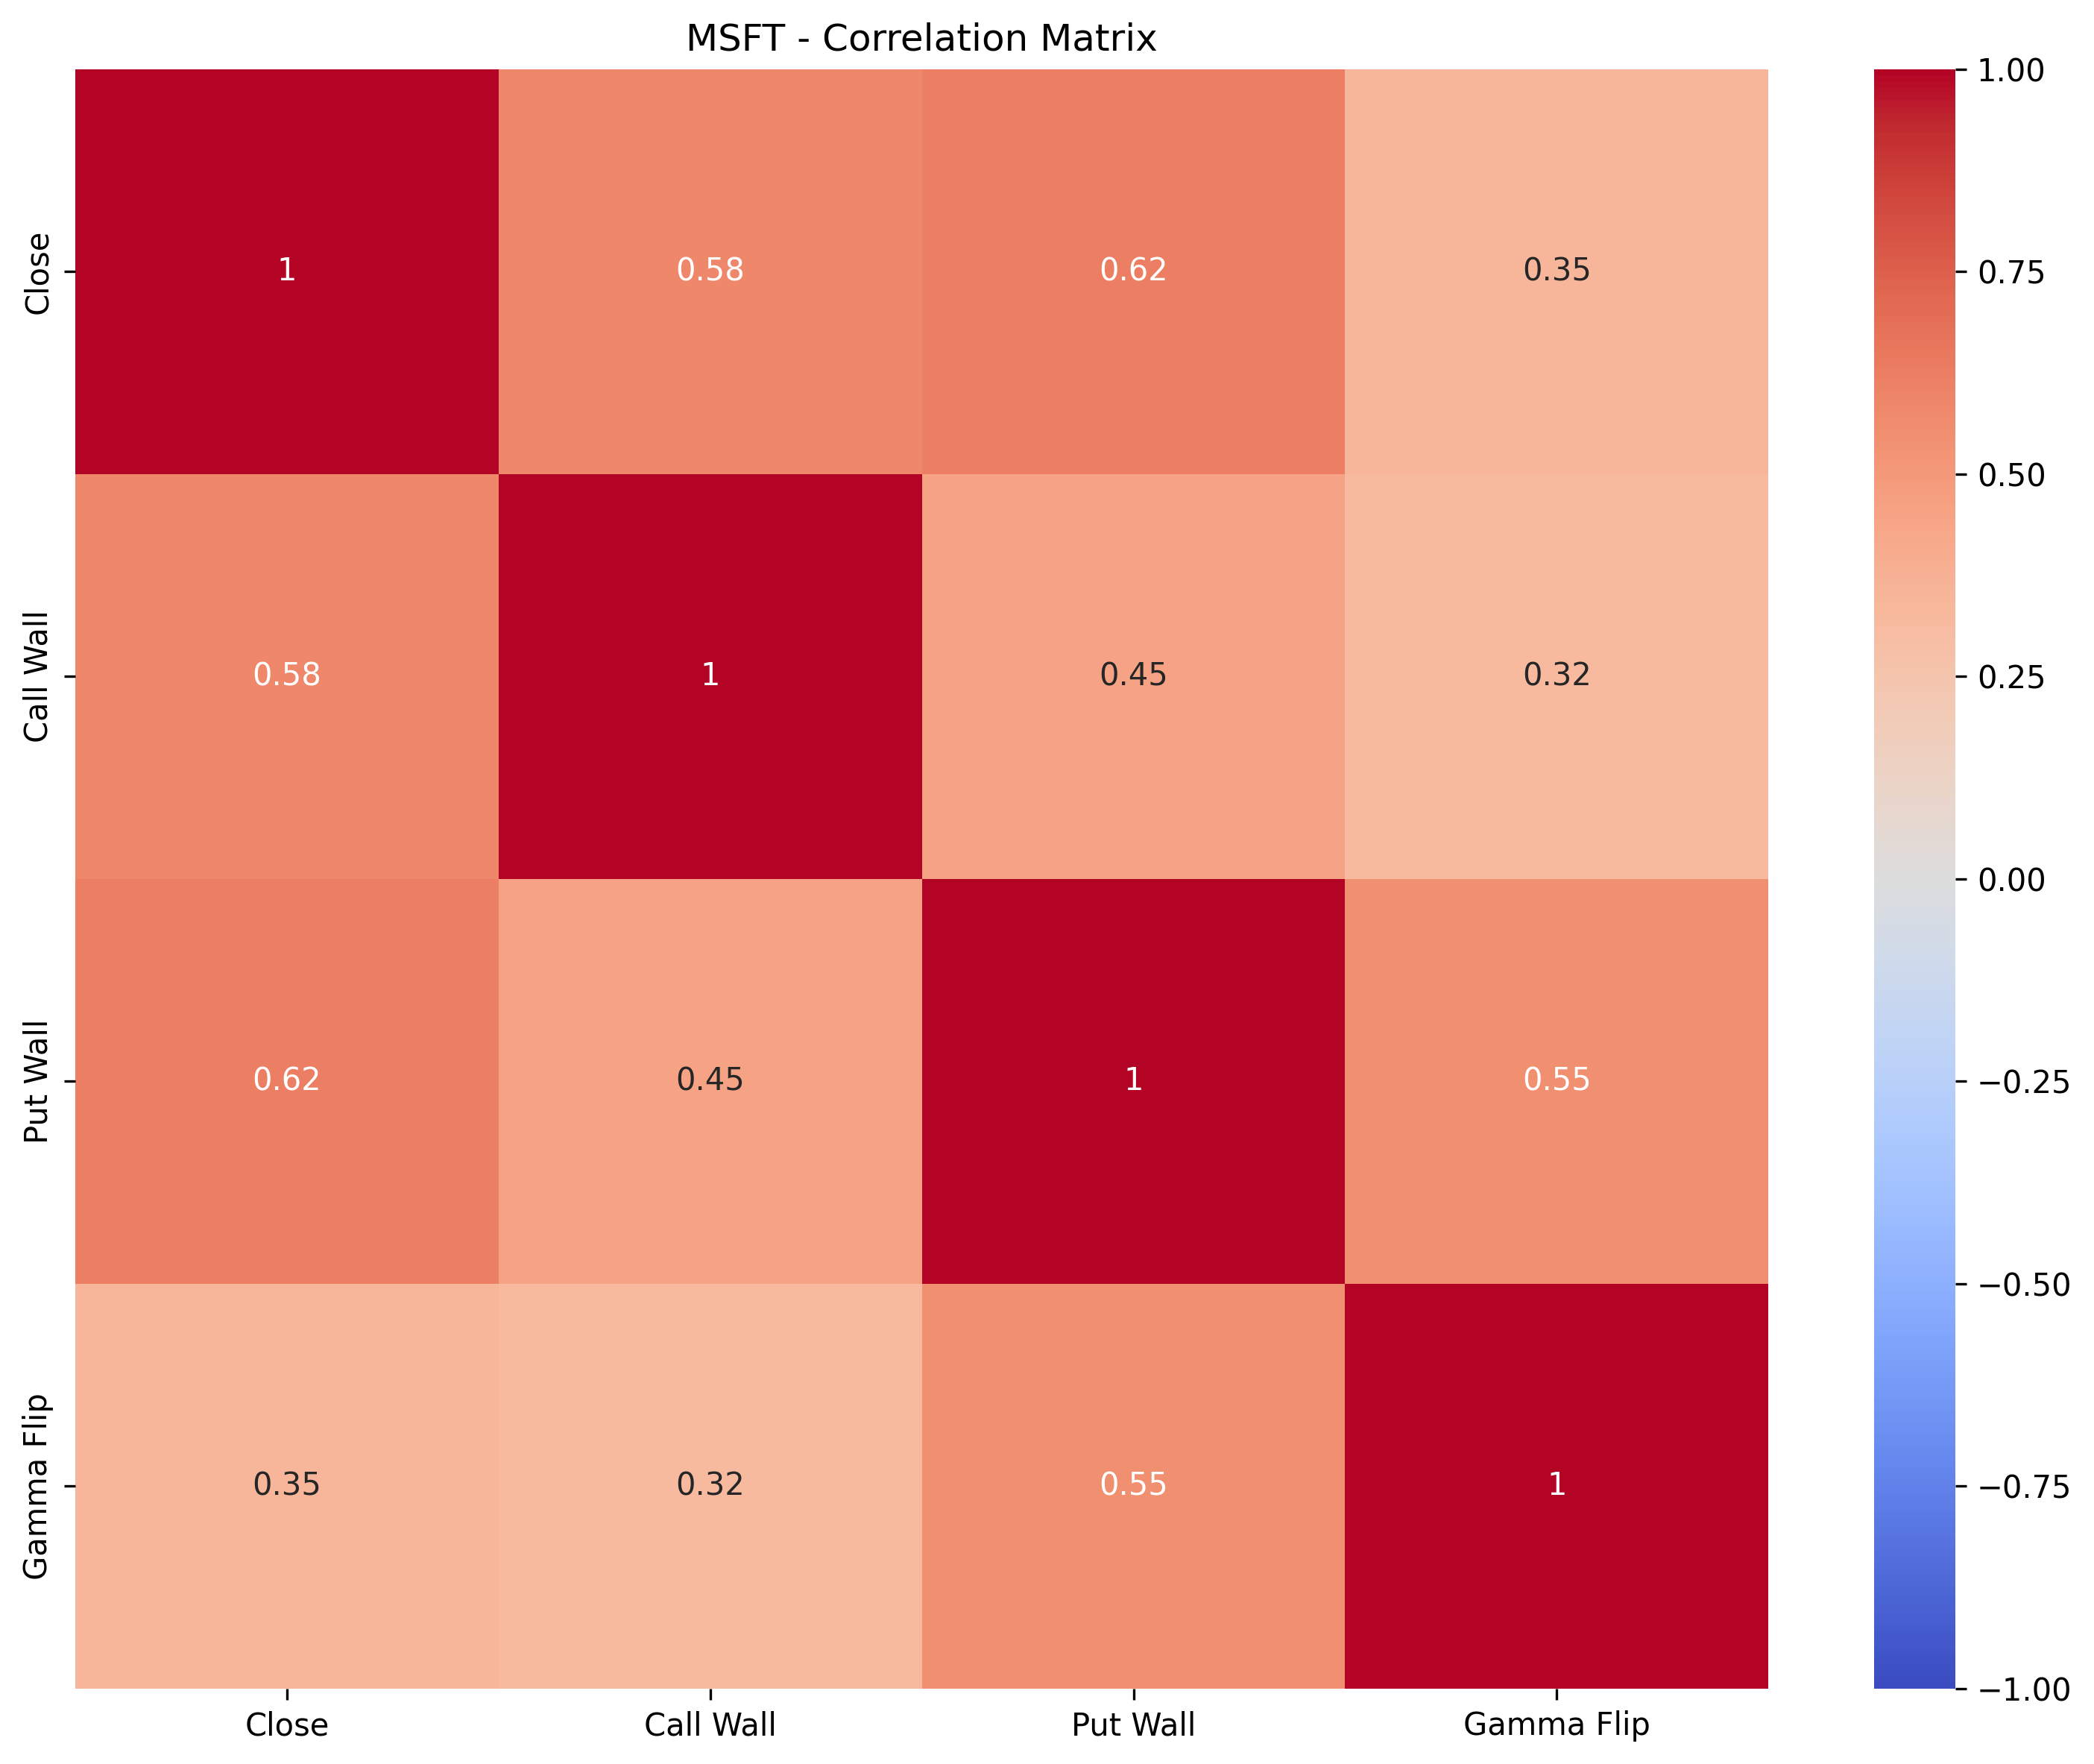 MSFT - Correlation Matrix
Close 1 0.58 0.62 0.35
Call Wall 0.58 1 0.45 0.32
Put Wall 0.62 0.45 1 0.55
Gamma Flip 0.35 0.32 0.55 1
Close Call Wall Put Wall Gamma Flip
1.00
0.75
0.50
0.25
0.00
−0.25
−0.50
−0.75
−1.00